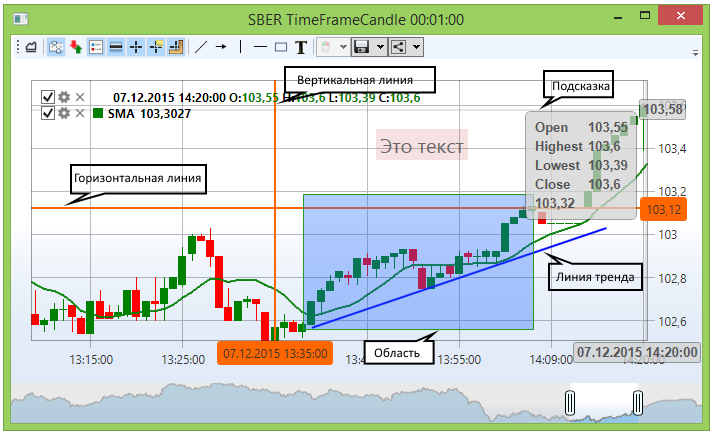 SBER TimeFrameCandle 00:01:00
T
Вертикальная линия
Подсказка
07.12.2015 14:20:00 O:103,55 H:103,6 L:103,39 C:103,6
SMA 103,3027
103,58
Это текст
Open 103,55
Highest 103,6
Lowest 103,39
Close 103,6
103,32
103,4
Горизонтальная линия
103,2
103,12
103
Линия тренда
102,8
102,6
Область
07.12.2015 13:35:00
07.12.2015 14:20:00
13:15:00
13:25:00
13:55:00
14:09:00
14:20:00